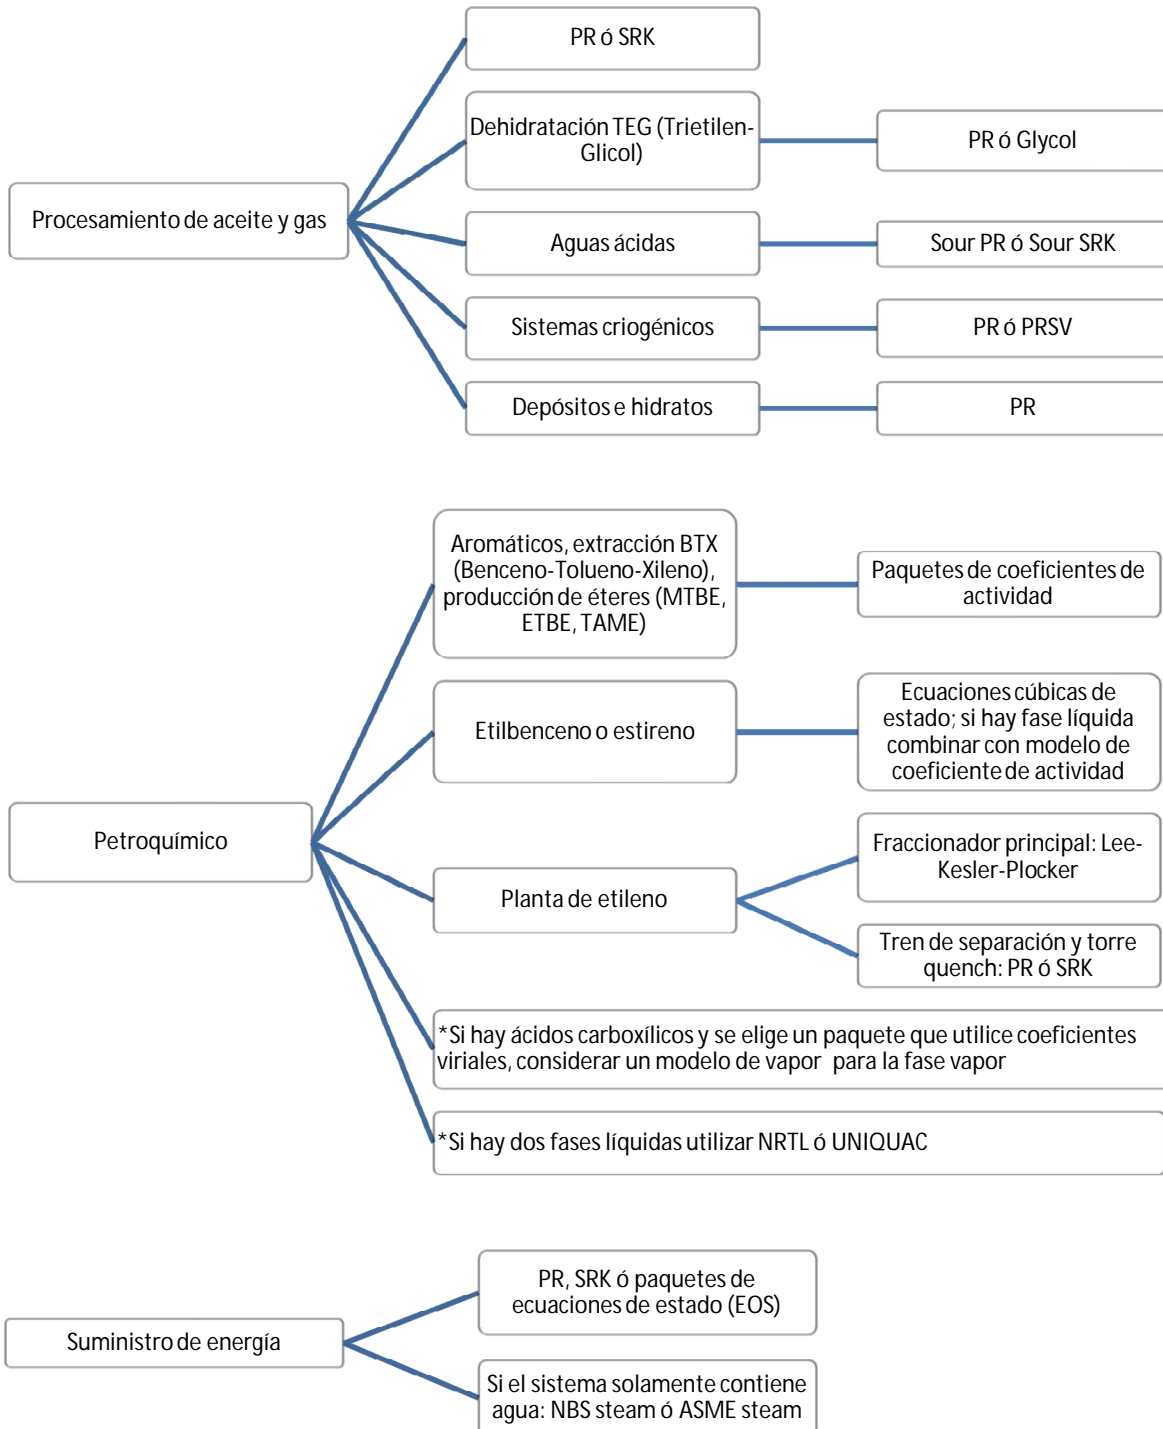 PR ó SRK
Dehidratación TEG (Trietilen-
Glicol)
PR ó Glycol
Procesamiento de aceite y gas
Aguas ácidas
Sour PR ó Sour SRK
Sistemas criogénicos
PR ó PRSV
Depósitos e hidratos
PR
Aromáticos, extracción BTX
(Benceno-Tolueno-Xileno),
producción de éteres (MTBE,
ETBE, TAME)
Paquetes de coeficientes de
actividad
Etilbenceno o estireno
Ecuaciones cúbicas de
estado; si hay fase líquida
combinar con modelo de
coeficiente de actividad
Petroquímico
Planta de etileno
Fraccionador principal: Lee-
Kesler-Plocker
Tren de separación y torre
quench: PR ó SRK
*Si hay ácidos carboxílicos y se elige un paquete que utilice coeficientes
viriales, considerar un modelo de vapor para la fase vapor
*Si hay dos fases líquidas utilizar NRTL ó UNIQUAC
Suministro de energía
PR, SRK ó paquetes de
ecuaciones de estado (EOS)
Si el sistema solamente contiene
agua: NBS steam ó ASME steam